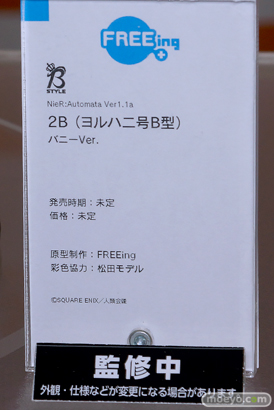 FREEing
B
STYLE
NieR:Automata Ver1.1a
2B（ヨルハ二号B型）
バニーVer.
発売時期：未定
価格：未定
原型制作：FREEing
彩色協力：松田モデル
©SQUARE ENIX／人類会議
監修中
外観・仕様などが変更になる場合があります
moeyo.com